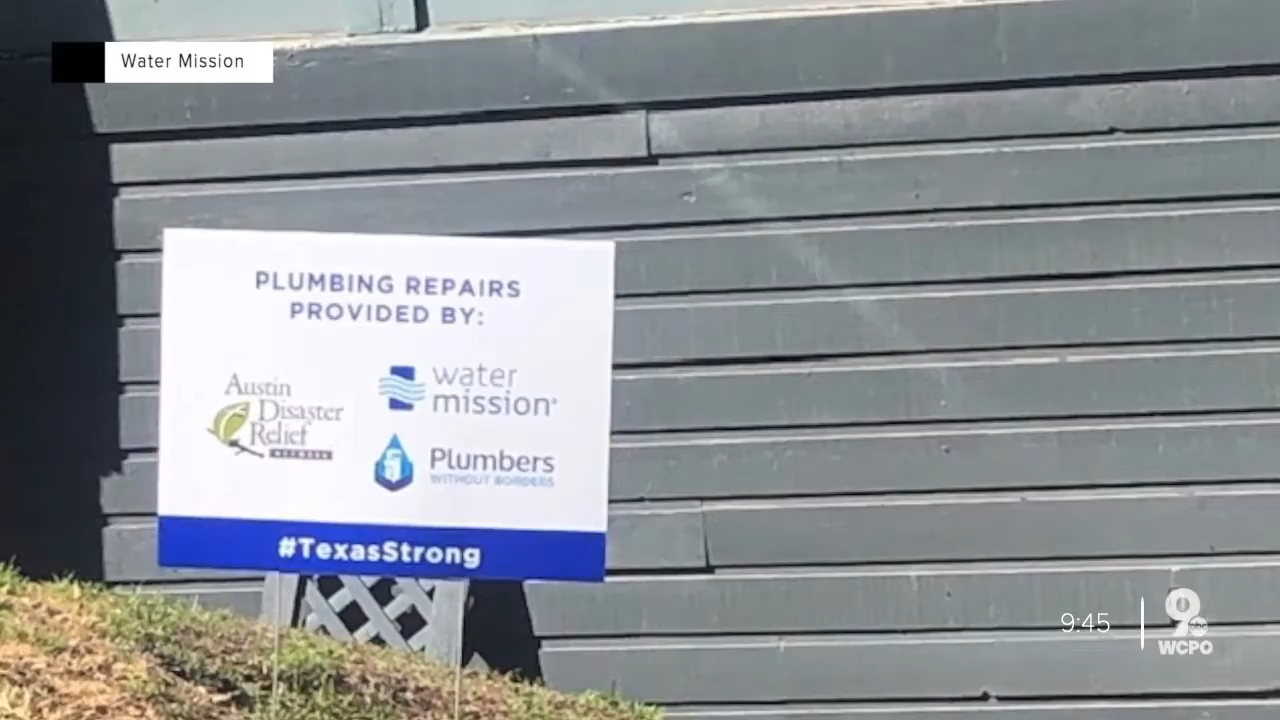 Water Mission
PLUMBING REPAIRS
PROVIDED BY:
Austin
Disaster
Relief
NETWORK
water
mission
Plumbers
WITHOUT BORDERS
#TexasStrong
9:45
9
abc
WCPO